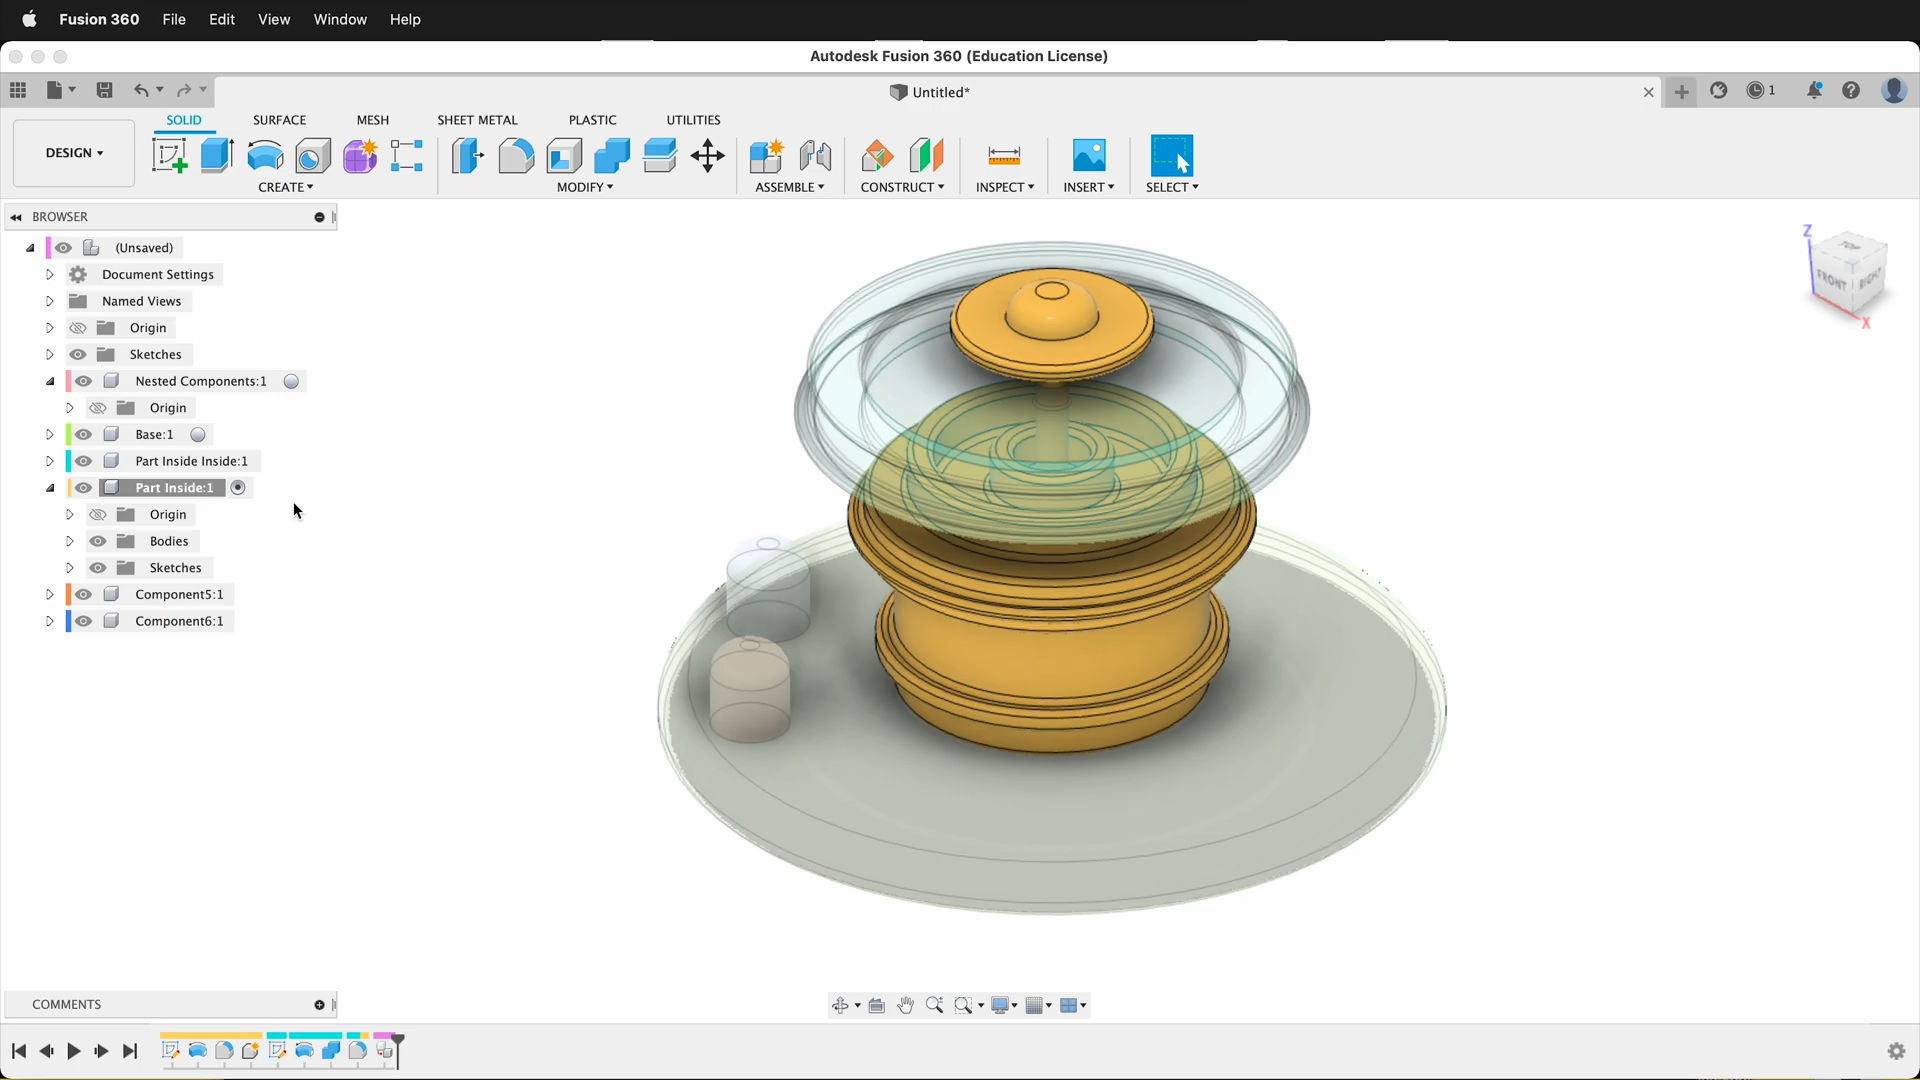 Fusion 360 File Edit View Window Help
Autodesk Fusion 360 (Education License)
Untitled*
1
SOLID SURFACE MESH SHEET METAL PLASTIC UTILITIES
DESIGN
CREATE MODIFY ASSEMBLE CONSTRUCT INSPECT INSERT SELECT
BROWSER
(Unsaved)
Document Settings
Named Views
Origin
Sketches
Nested Components:1
Origin
Base:1
Part Inside Inside:1
Part Inside:1
Origin
Bodies
Sketches
Component5:1
Component6:1
Z
TOP
FRONT
RIGHT
X
COMMENTS